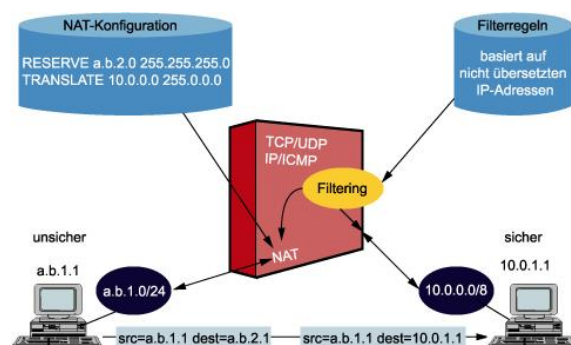 NAT-Konfiguration
RESERVE a.b.2.0 255.255.255.0
TRANSLATE 10.0.0.0 255.0.0.0
Filterregeln
basiert auf
nicht übersetzten
IP-Adressen
TCP/UDP
IP/ICMP
Filtering
NAT
unsicher
a.b.1.1
a.b.1.0/24
sicher
10.0.1.1
10.0.0.0/8
src=a.b.1.1 dest=a.b.2.1
src=a.b.1.1 dest=10.0.1.1